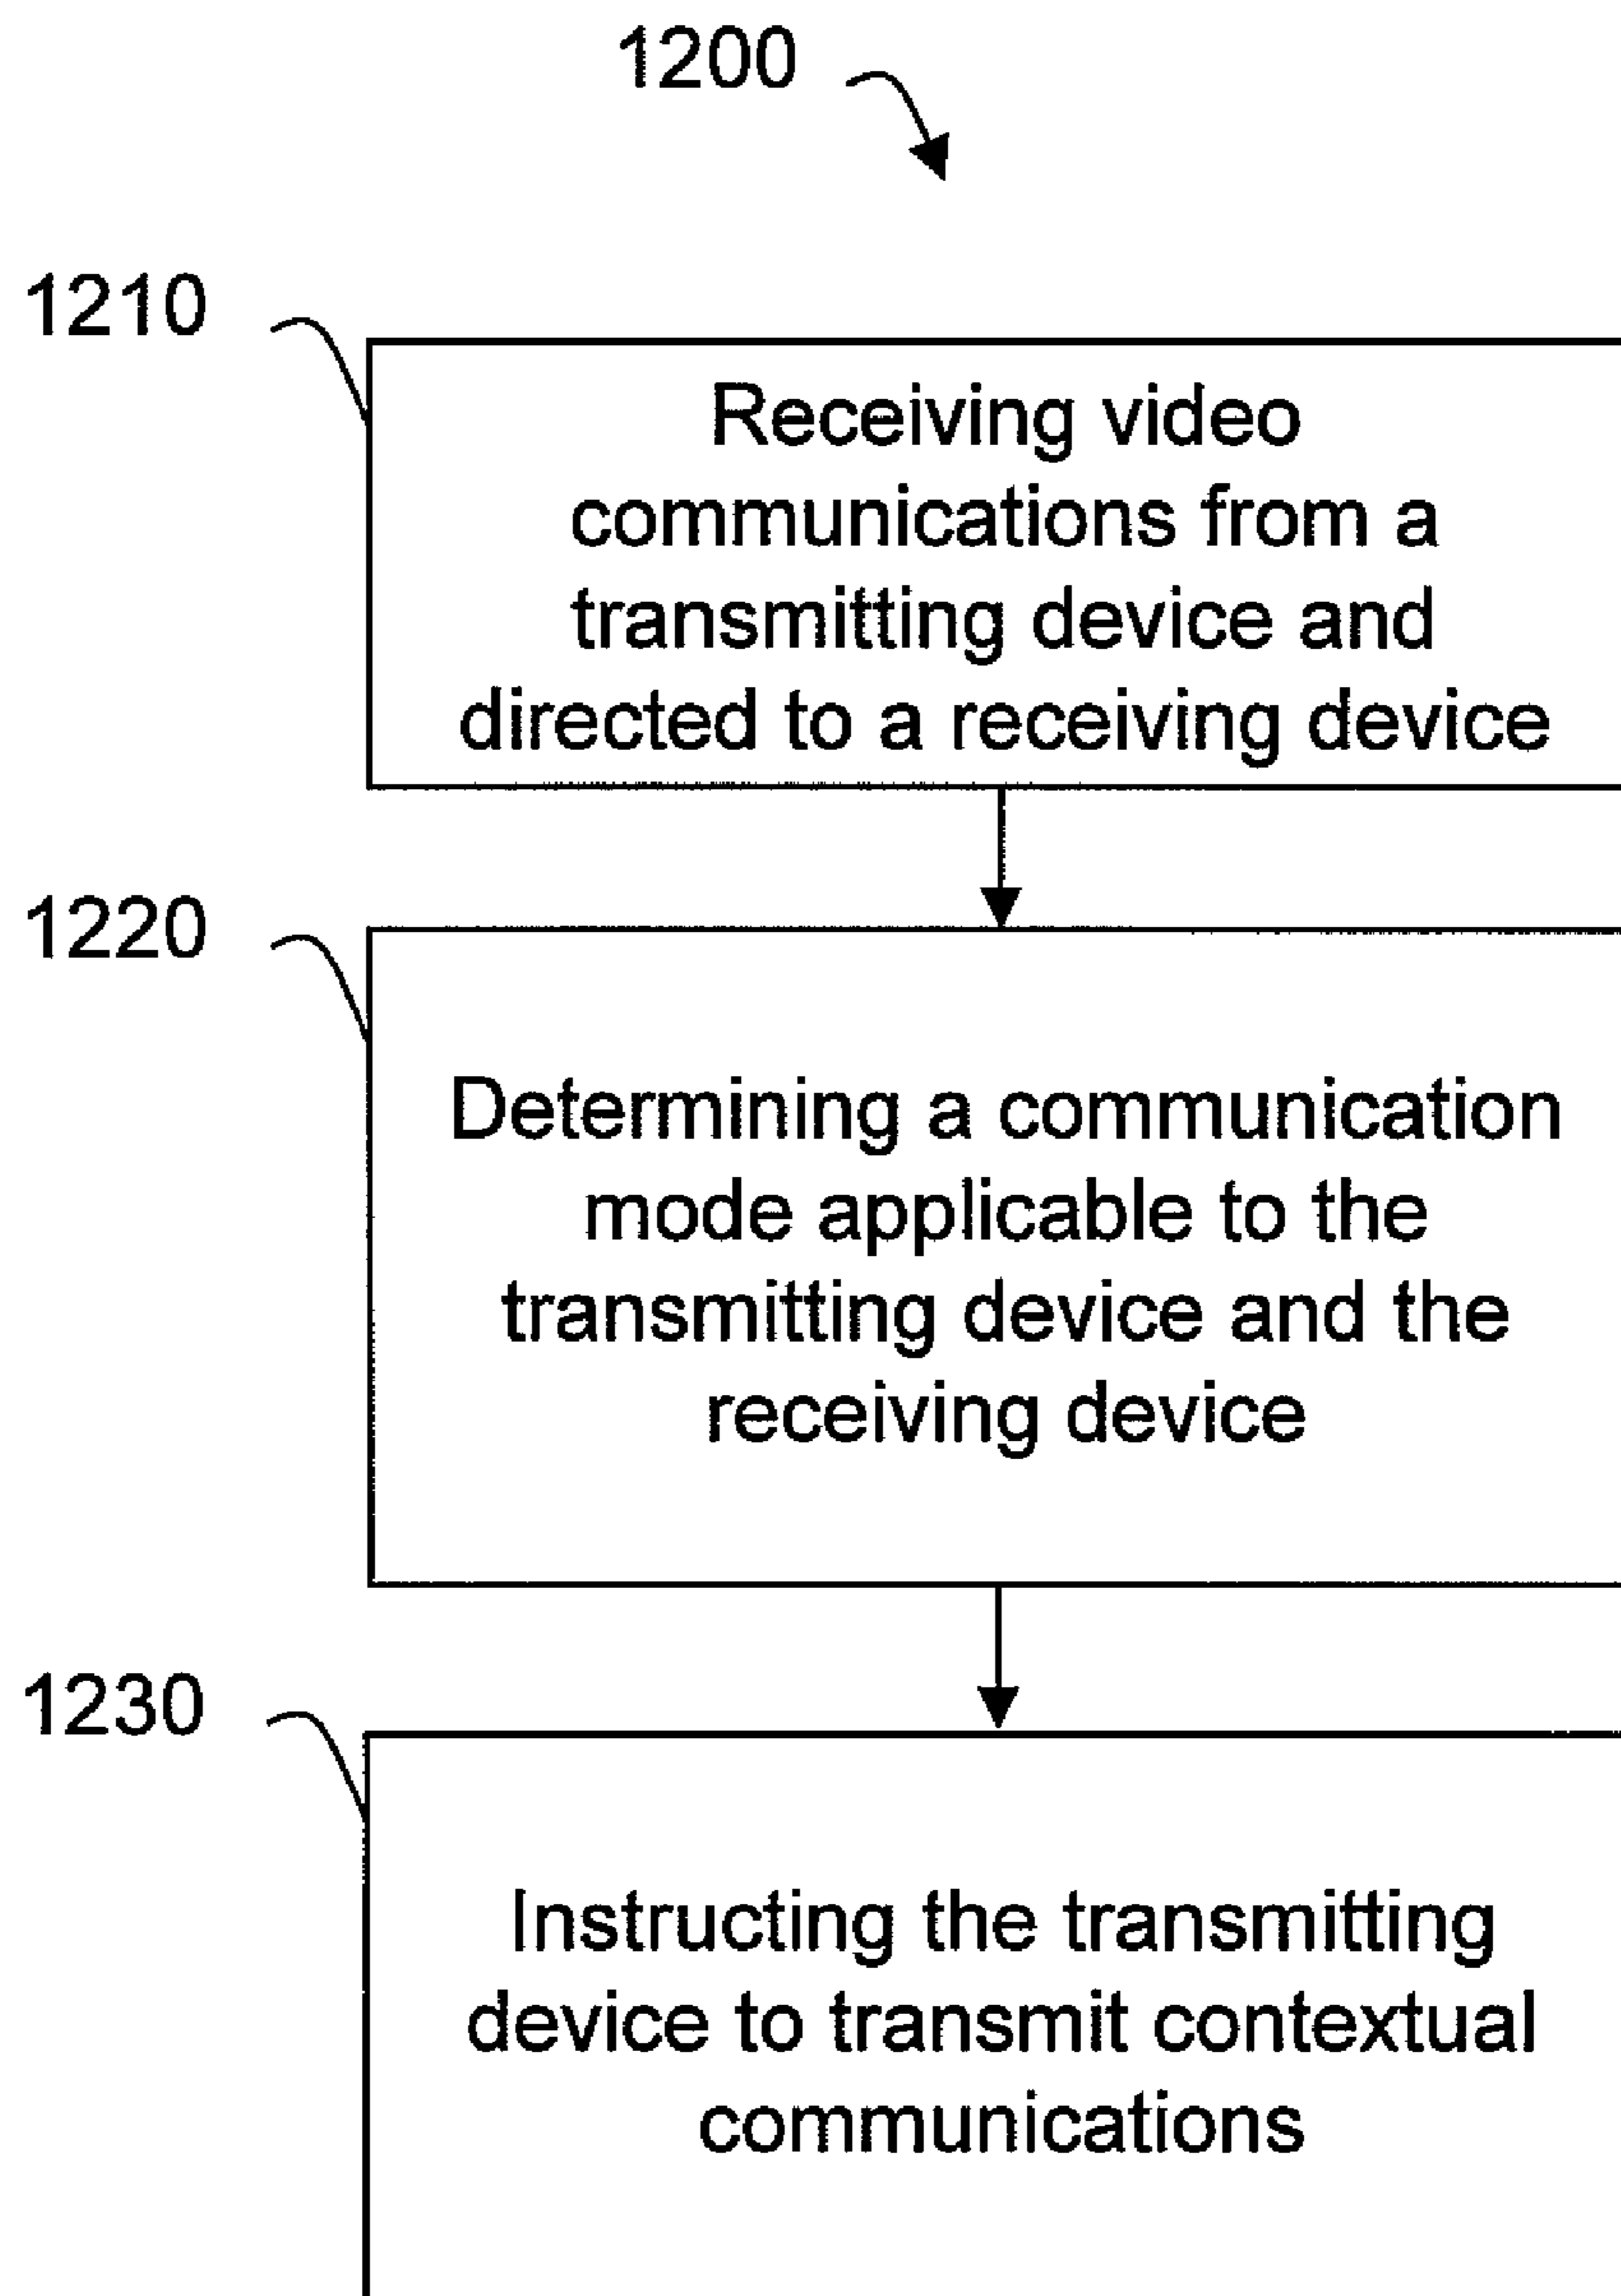 1200
1210
Receiving video
communications from a
transmitting device and
directed to a receiving device
1220
Determining a communication
mode applicable to the
transmitting device and the
receiving device
1230
Instructing the transmitting
device to transmit contextual
communications